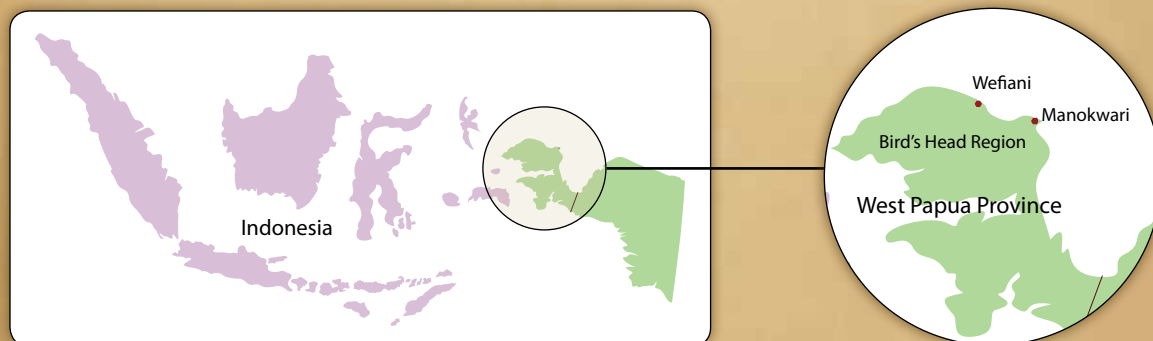 Indonesia
Wefiani
Manokwari
Bird's Head Region
West Papua Province